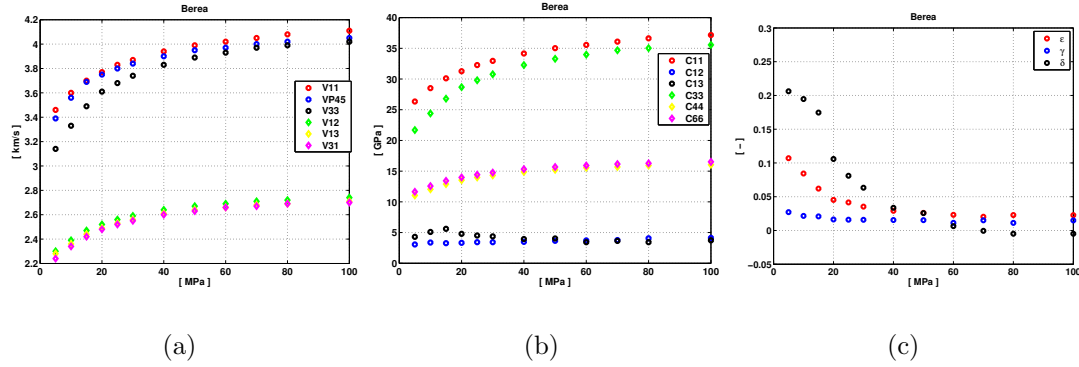 Berea
4.2
4
3.8
3.6
3.4
3.2
3
2.8
2.6
2.4
2.2
[ km/s ]
0
20
40
60
80
100
[ MPa ]
V11
VP45
V33
V12
V13
V31
(a)
Berea
40
35
30
25
20
15
10
5
0
[ GPa ]
0
20
40
60
80
100
[ MPa ]
C11
C12
C13
C33
C44
C66
(b)
Berea
0.3
0.25
0.2
0.15
0.1
0.05
0
−0.05
[ − ]
0
20
40
60
80
100
[ MPa ]
ε
γ
δ
(c)